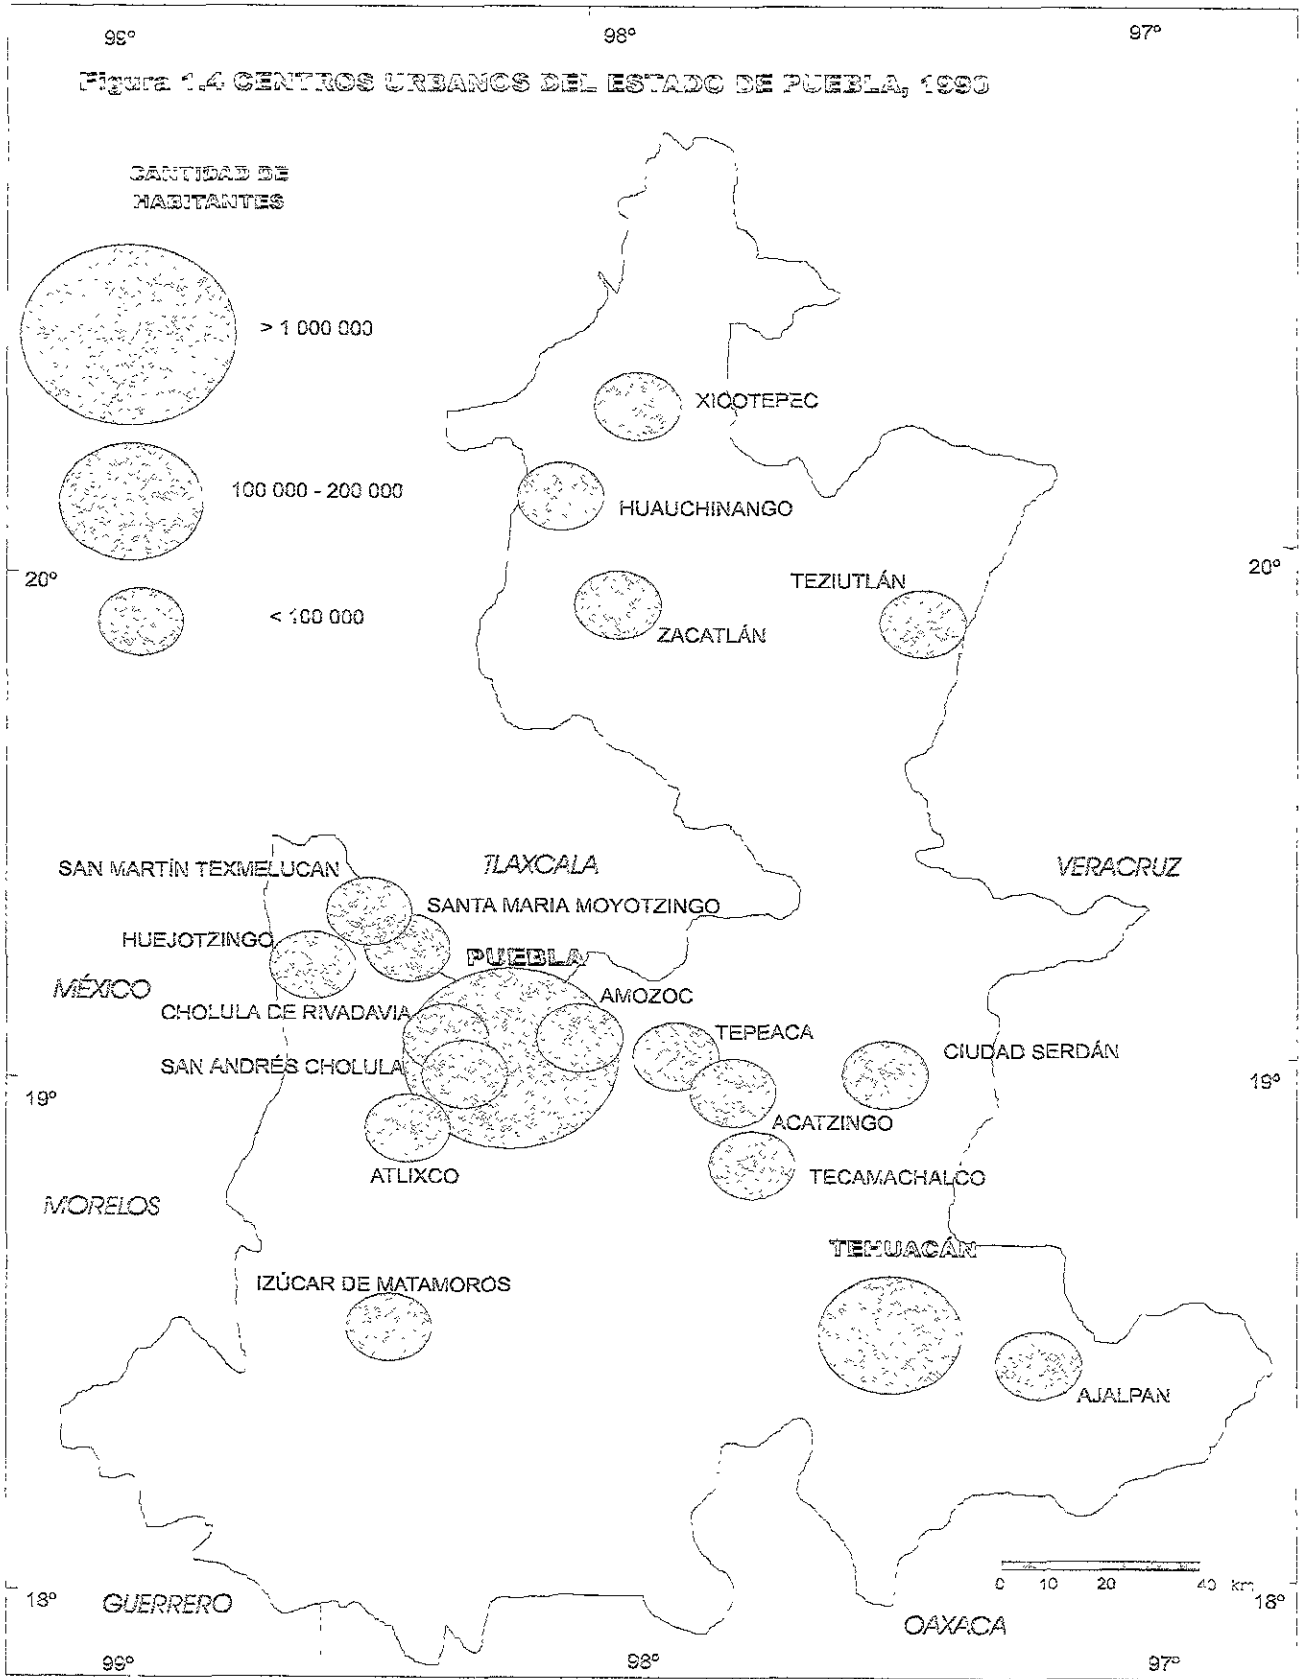 99° 98° 97°
Figura 1.4 CENTROS URBANOS DEL ESTADO DE PUEBLA, 1990
CANTIDAD DE
HABITANTES
> 1 000 000
100 000 - 200 000
< 100 000
XICOTEPEC
HUAUCHINANGO
20° 20°
TEZIUTLÁN
ZACATLÁN
SAN MARTÍN TEXMELUCAN
TLAXCALA
VERACRUZ
SANTA MARIA MOYOTZINGO
HUEJOTZINGO
PUEBLA
MÉXICO
AMOZOC
CHOLULA DE RIVADAVIA
TEPEACA
CIUDAD SERDÁN
SAN ANDRÉS CHOLULA
19° 19°
ACATZINGO
ATLIXCO
TECAMACHALCO
MORELOS
TEHUACÁN
IZÚCAR DE MATAMOROS
AJALPAN
0 10 20 40 km
18° 18°
GUERRERO
OAXACA
99° 98° 97°